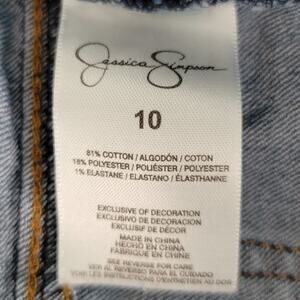 Jessica Simpson
10
81% COTTON / ALGODÓN / COTON
18% POLYESTER / POLIÉSTER / POLYESTER
1% ELASTANE / ELASTANO / ÉLASTHANNE
EXCLUSIVE OF DECORATION
EXCLUSIVO DE DECORACION
EXCLUSIF DE DÉCOR
MADE IN CHINA
HECHO EN CHINA
FABRIQUÉ EN CHINE
SEE REVERSE FOR CARE
VER AL REVERSO PARA EL CUIDADO
VOIR LES INSTRUCTIONS D'ENTRETIEN AU DOS